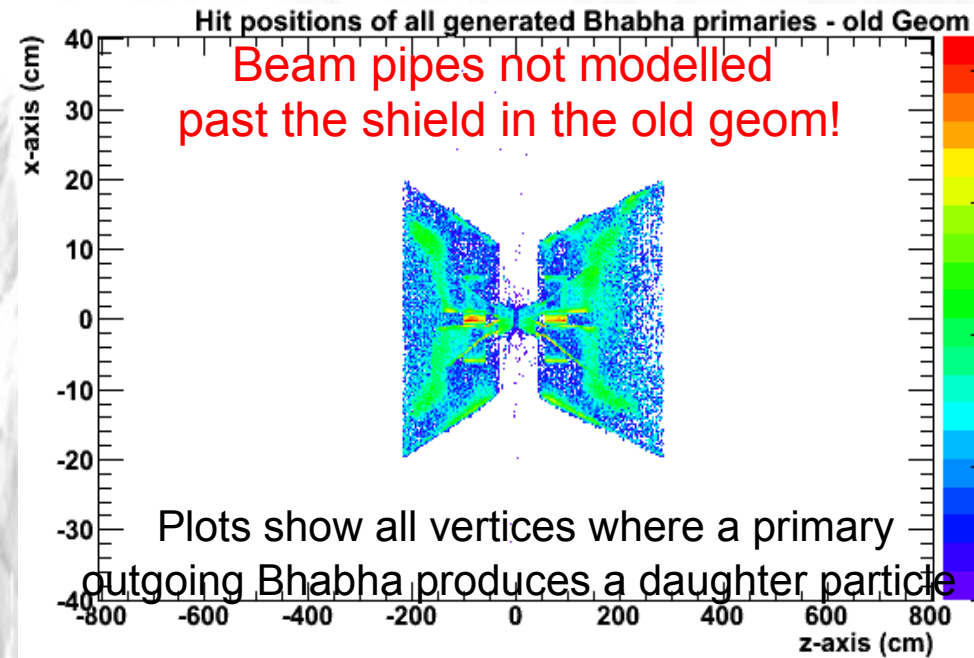 Hit positions of all generated Bhabha primaries - old Geom
x-axis (cm)
Beam pipes not modelled
past the shield in the old geom!
40
30
20
10
0
-10
-20
-30
-40
Plots show all vertices where a primary
outgoing Bhabha produces a daughter particle
-800 -600 -400 -200 0 200 400 600 800
z-axis (cm)